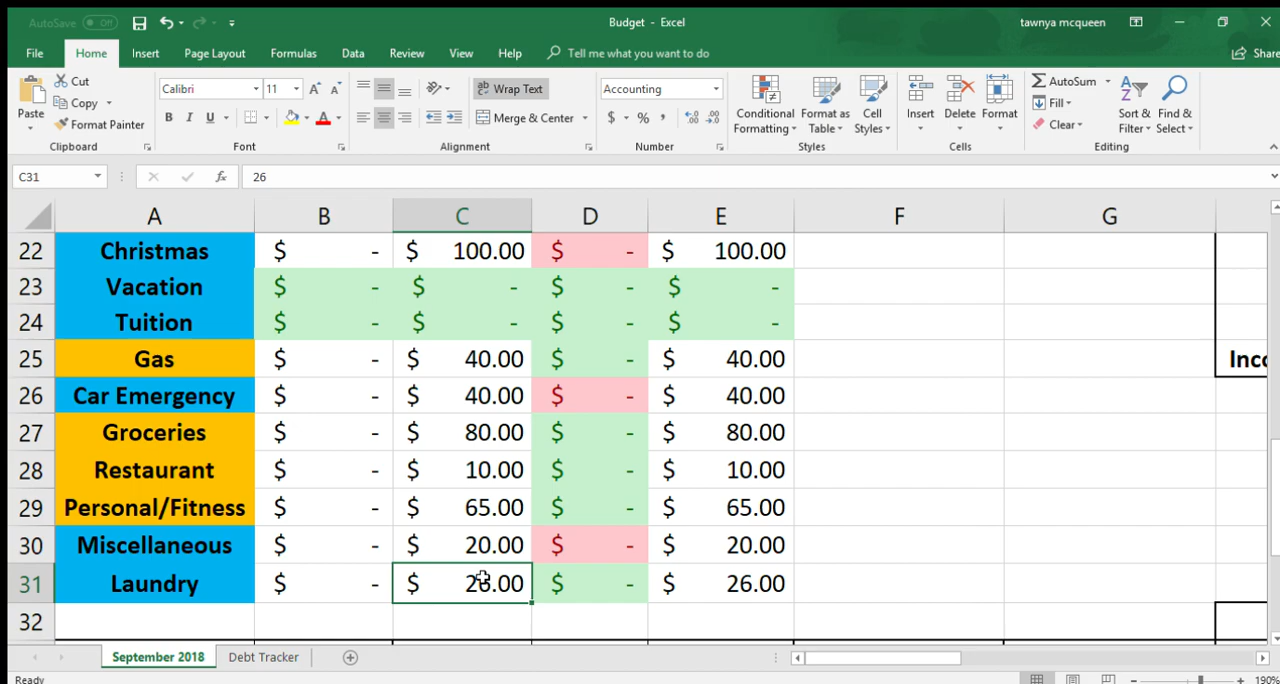 AutoSave Off Budget - Excel tawnya mcqueen
File Home Insert Page Layout Formulas Data Review View Help Tell me what you want to do Share
Paste Cut Copy Format Painter Clipboard
Calibri 11 B I U A Font
Wrap Text Merge & Center Alignment
Accounting $ % , Number
Conditional Formatting Format as Table Cell Styles Styles
Insert Delete Format Cells
AutoSum Fill Clear Sort & Filter Find & Select Editing
C31 fx 26
A B C D E F G
22 Christmas $ - $ 100.00 $ - $ 100.00
23 Vacation $ - $ - $ - $ -
24 Tuition $ - $ - $ - $ -
25 Gas $ - $ 40.00 $ - $ 40.00 Inco
26 Car Emergency $ - $ 40.00 $ - $ 40.00
27 Groceries $ - $ 80.00 $ - $ 80.00
28 Restaurant $ - $ 10.00 $ - $ 10.00
29 Personal/Fitness $ - $ 65.00 $ - $ 65.00
30 Miscellaneous $ - $ 20.00 $ - $ 20.00
31 Laundry $ - $ 26.00 $ - $ 26.00
32
September 2018 Debt Tracker
Ready 190%